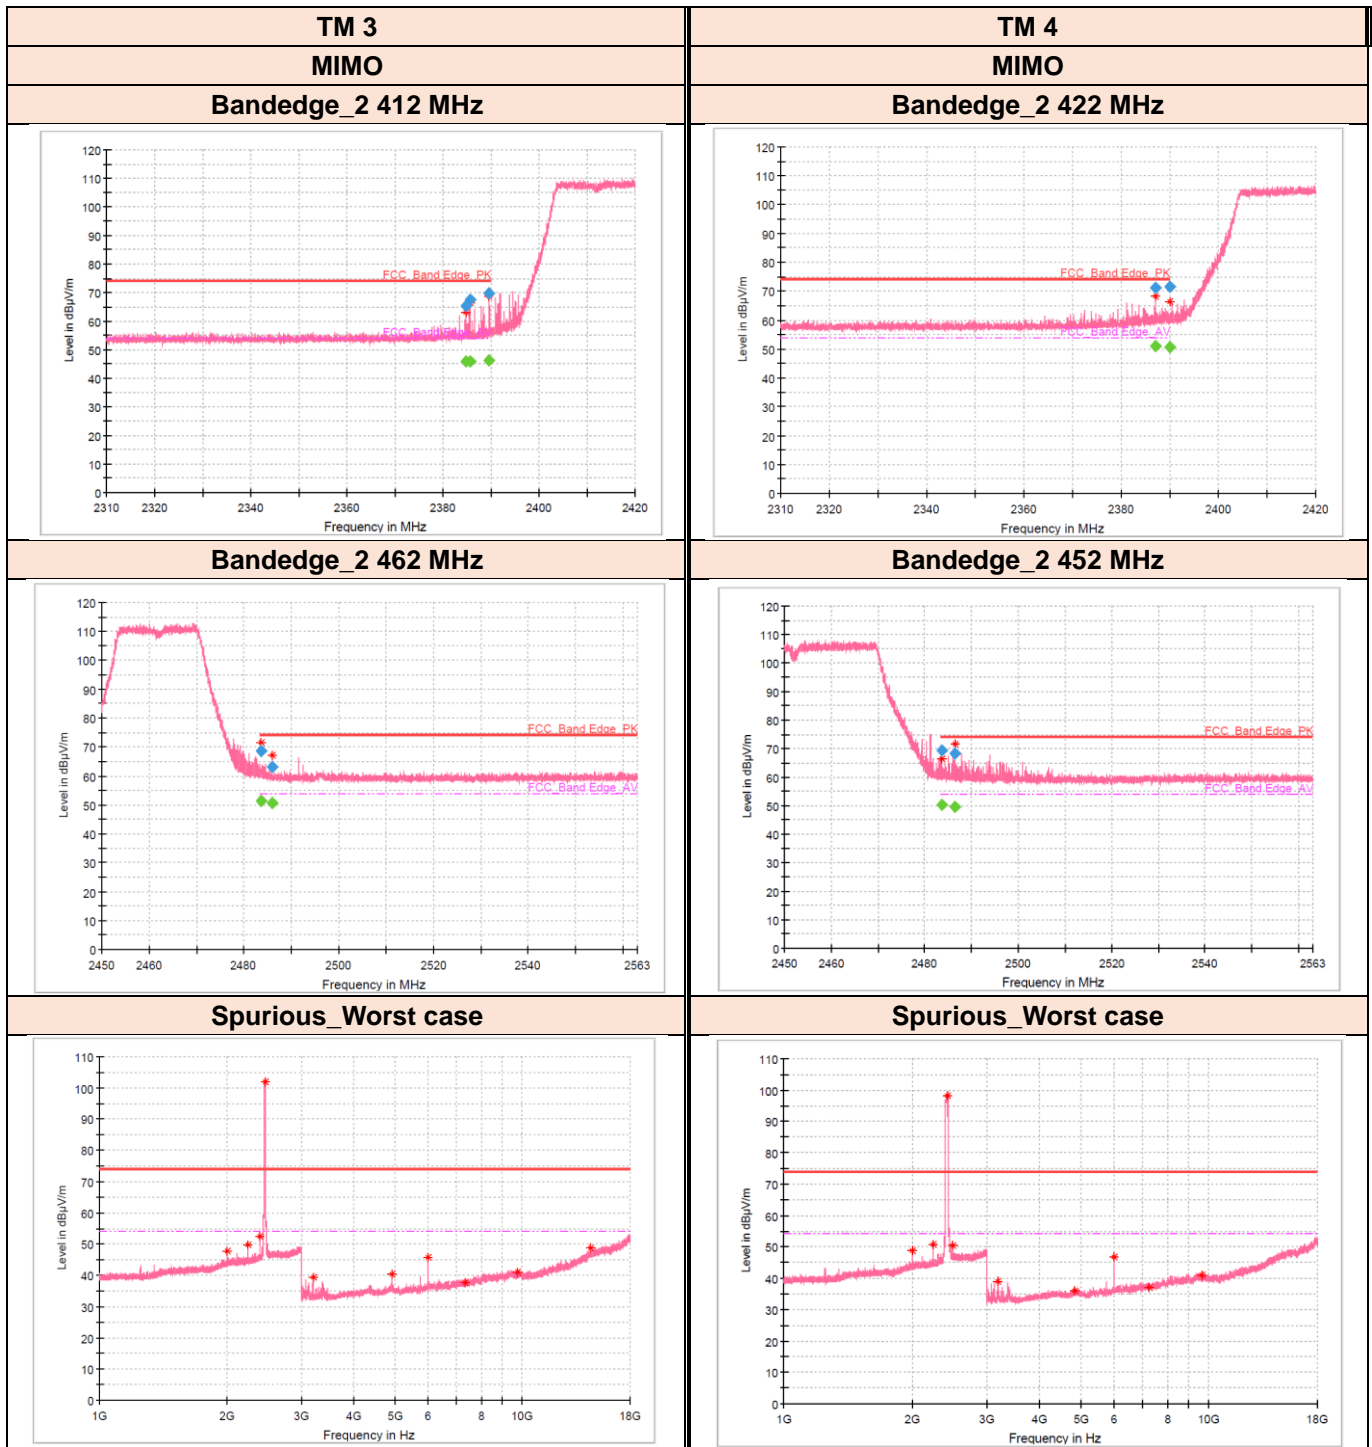 TM 3
TM 4
MIMO
MIMO
Bandedge_2 412 MHz
Bandedge_2 422 MHz
120
110
100
90
80
70
60
50
40
30
20
10
0
Level in dBµV/m
FCC_Band Edge_PK
FCC_Band Edge_AV
2310 2320 2340 2360 2380 2400 2420
Frequency in MHz
120
110
100
90
80
70
60
50
40
30
20
10
0
Level in dBµV/m
FCC_Band Edge_PK
FCC_Band Edge_AV
2310 2320 2340 2360 2380 2400 2420
Frequency in MHz
Bandedge_2 462 MHz
Bandedge_2 452 MHz
120
110
100
90
80
70
60
50
40
30
20
10
0
Level in dBµV/m
FCC_Band Edge_PK
FCC_Band Edge_AV
2450 2460 2480 2500 2520 2540 2563
Frequency in MHz
120
110
100
90
80
70
60
50
40
30
20
10
0
Level in dBµV/m
FCC_Band Edge_PK
FCC_Band Edge_AV
2450 2460 2480 2500 2520 2540 2563
Frequency in MHz
Spurious_Worst case
Spurious_Worst case
110
100
90
80
70
60
50
40
30
20
10
0
Level in dBµV/m
1G 2G 3G 4G 5G 6 8 10G 18G
Frequency in Hz
110
100
90
80
70
60
50
40
30
20
10
0
Level in dBµV/m
1G 2G 3G 4G 5G 6 8 10G 18G
Frequency in Hz